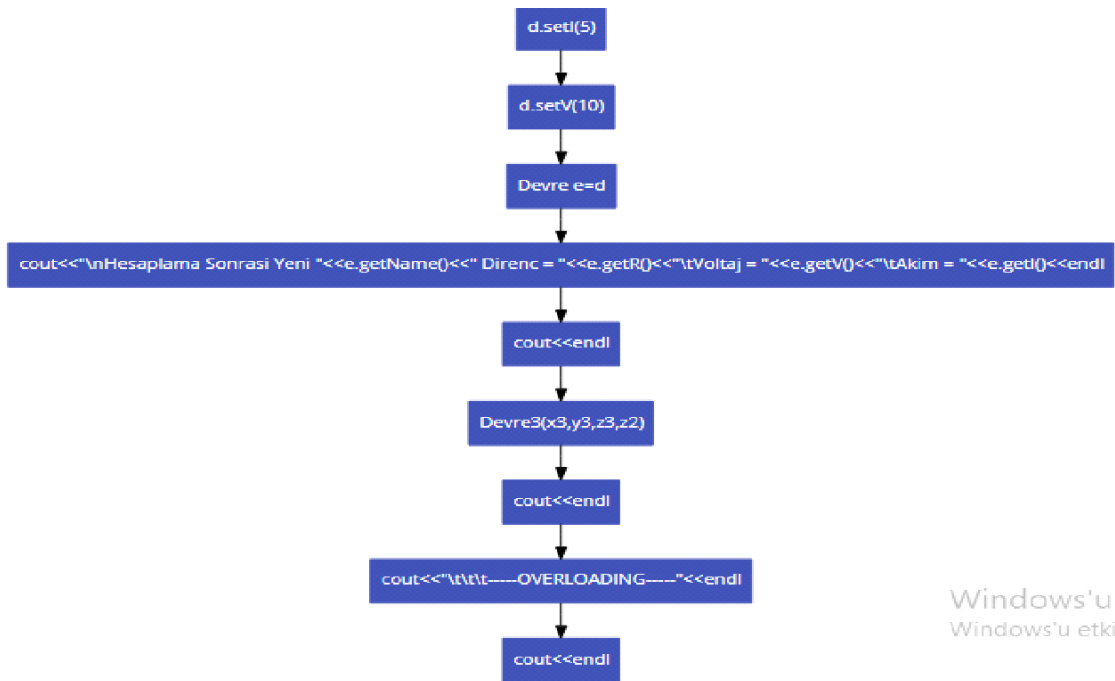 d.setI(5)
d.setV(10)
Devre e=d
cout<<"\nHesaplama Sonrasi Yeni "<<e.getName()<<" Direnc = "<<e.getR()<<"\tVoltaj = "<<e.getV()<<"\tAkim = "<<e.getI()<<endl
cout<<endl
Devre3(x3,y3,z3,z2)
cout<<endl
cout<<"\t\t\t-----OVERLOADING-----"<<endl
cout<<endl
Windows'u
Windows'u etki